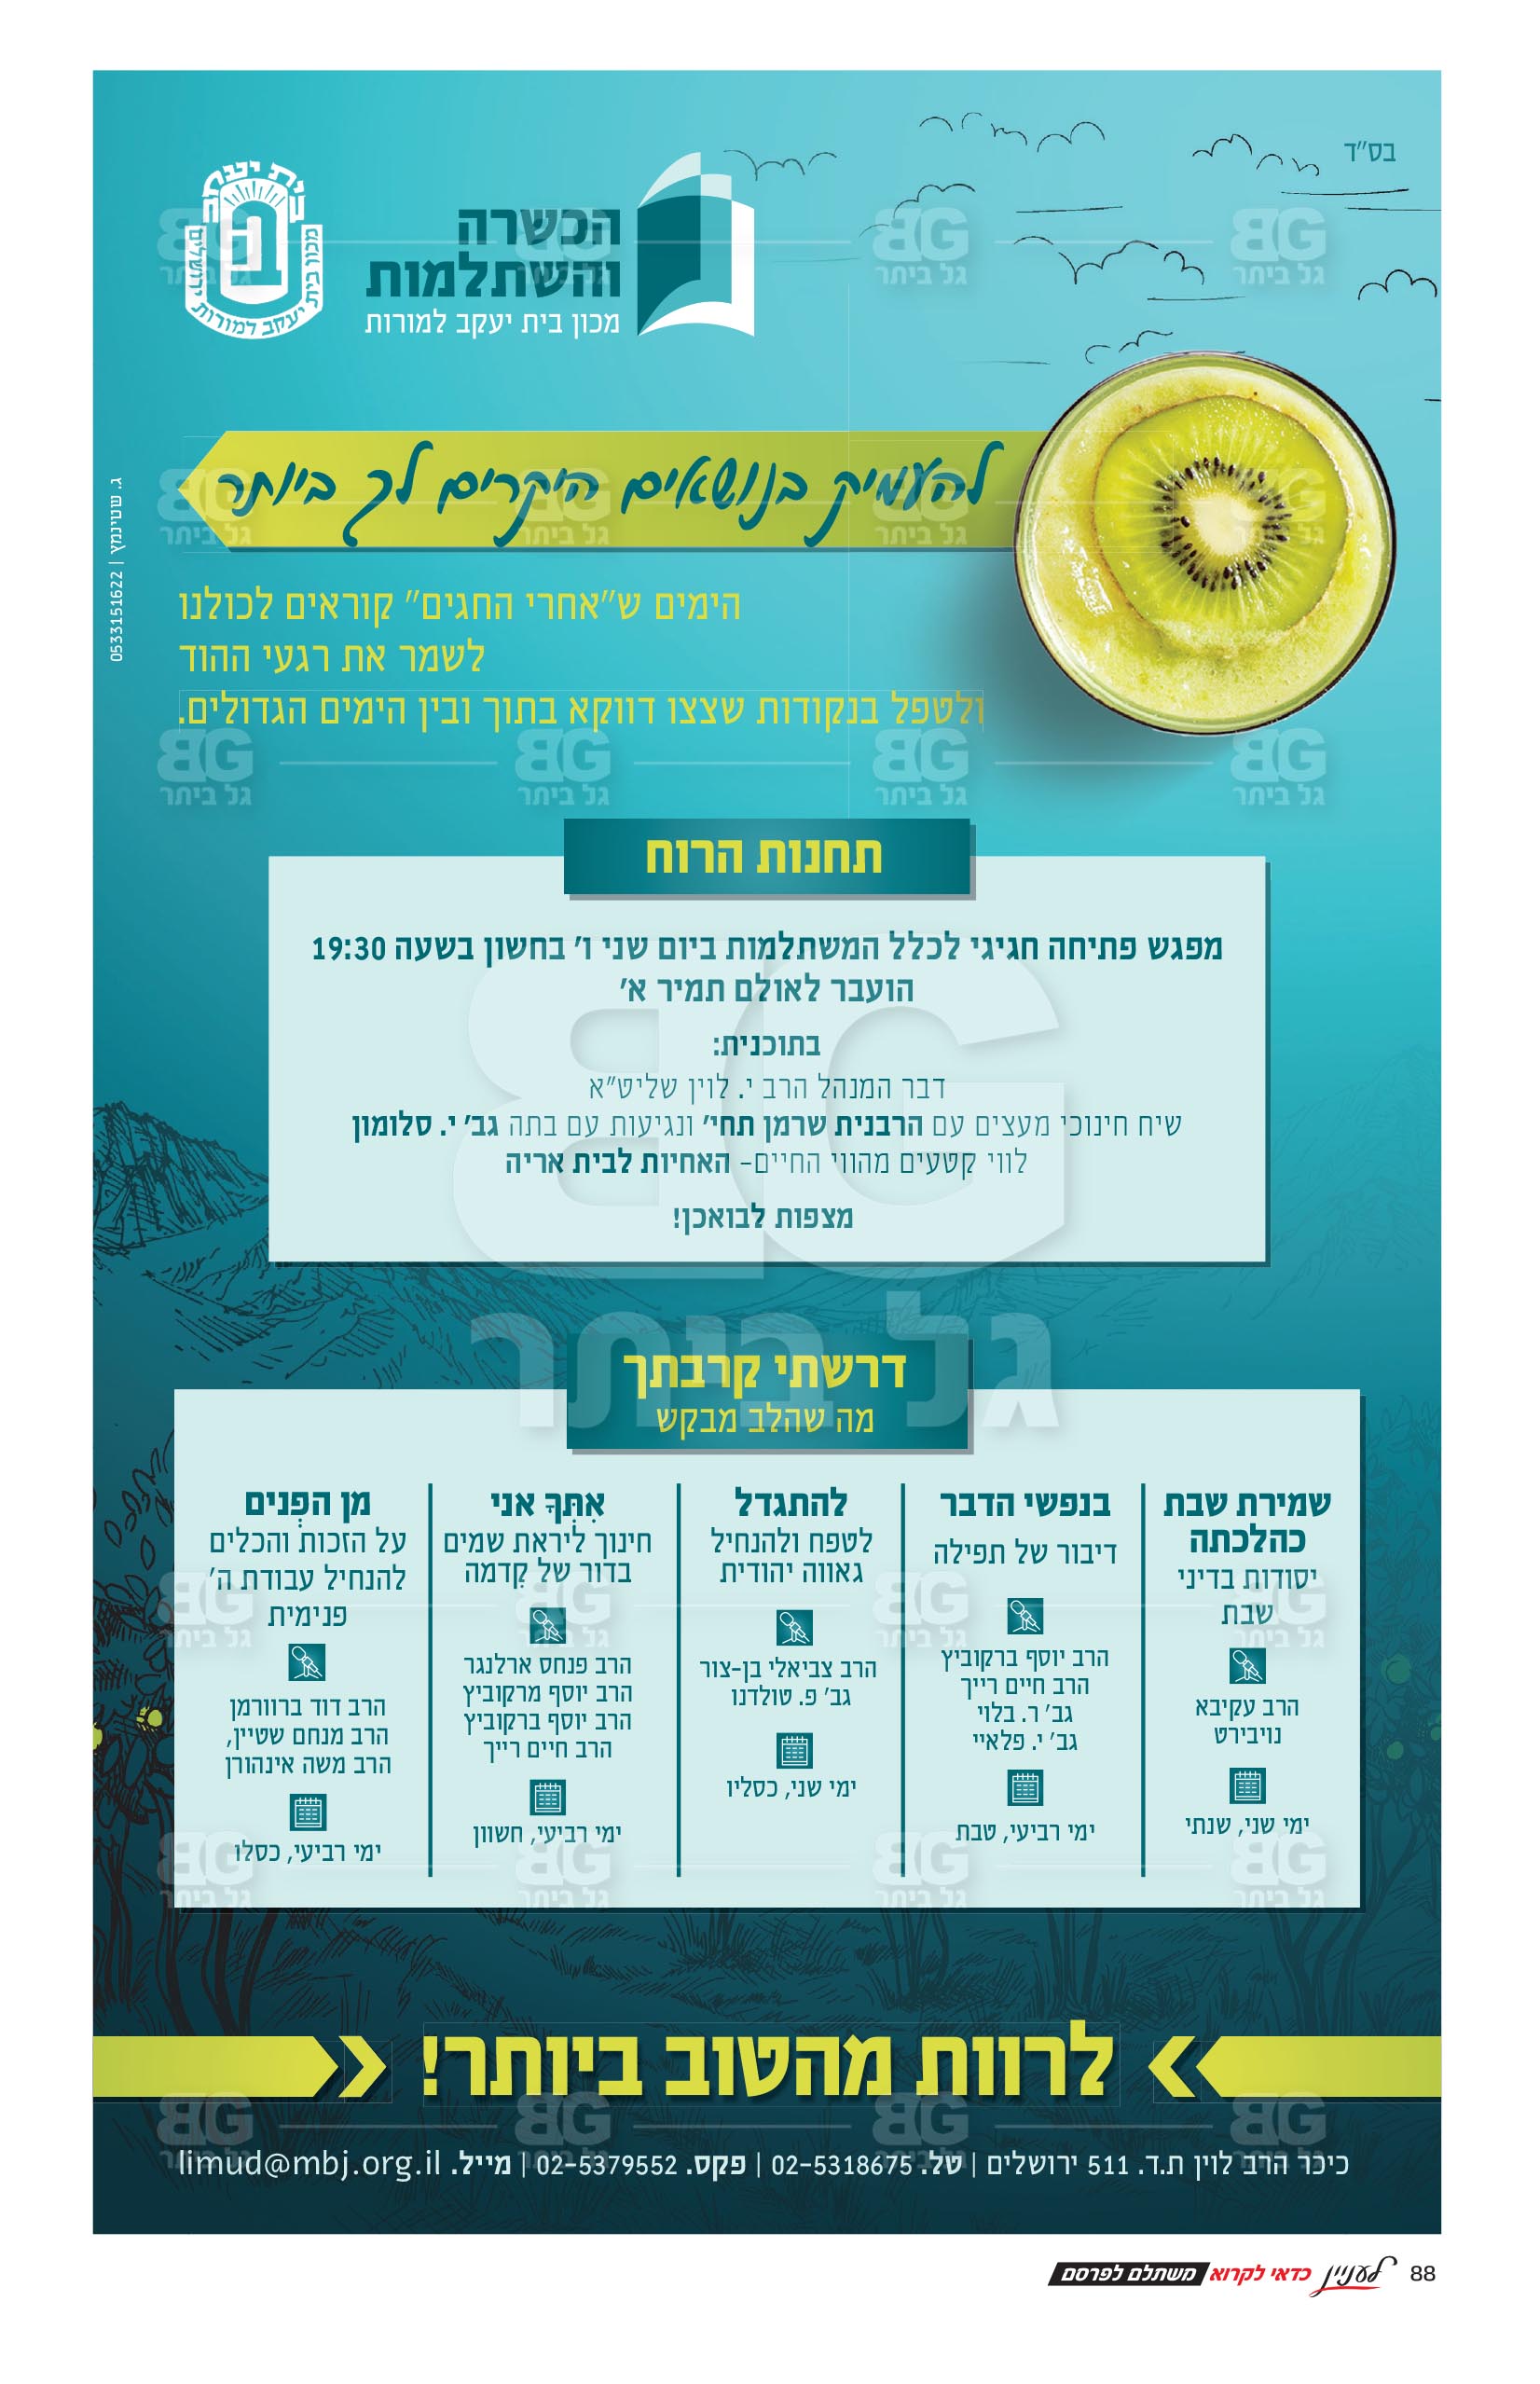 בס"ד
הכשרה
והשתלמות
מכון בית יעקב למורות
מכון בית יעקב למורות ירושלים
להעמיק בנושאים היקרים לך ביותר
ג. שטינמץ | 0533151622
הימים ש"אחרי החגים" קוראים לכולנו
לשמר את רגעי ההוד
ולטפל בנקודות שצצו דווקא בתוך ובין הימים הגדולים.
תחנות הרוח
מפגש פתיחה חגיגי לכלל המשתלמות ביום שני ו' בחשון בשעה 19:30
הועבר לאולם תמיר א'
בתוכנית:
דבר המנהל הרב י. לוין שליט"א
שיח חינוכי מעצים עם הרבנית שרמן תחי' ונגיעות עם בתה גב' י. סלומון
לווי קטעים מהווי החיים- האחיות לבית אריה
מצפות לבואכן!
BG
גל ביתר
דרשתי קרבתך
מה שהלב מבקש
שמירת שבת
כהלכתה
יסודות בדיני
שבת
הרב עקיבא
נויבירט
ימי שני, שנתי
בנפשי הדבר
דיבור של תפילה
הרב יוסף ברקוביץ
הרב חיים רייך
גב' ר. בלוי
גב' י. פלאיי
ימי רביעי, טבת
להתגדל
לטפח ולהנחיל
גאווה יהודית
הרב צביאלי בן-צור
גב' פ. טולדנו
ימי שני, כסליו
אִתְּךָ אני
חינוך ליראת שמים
בדור של קִדמה
הרב פנחס ארלנגר
הרב יוסף מרקוביץ
הרב יוסף ברקוביץ
הרב חיים רייך
ימי רביעי, חשוון
מן הפְנים
על הזכות והכלים
להנחיל עבודת ה'
פנימית
הרב דוד ברוורמן
הרב מנחם שטיין,
הרב משה אינהורן
ימי רביעי, כסלו
לרוות מהטוב ביותר!
כיכר הרב לוין ת.ד. 511 ירושלים | טל. 02-5318675 | פקס. 02-5379552 | מייל. limud@mbj.org.il
88 לעניין כדאי לקרוא משתלם לפרסם